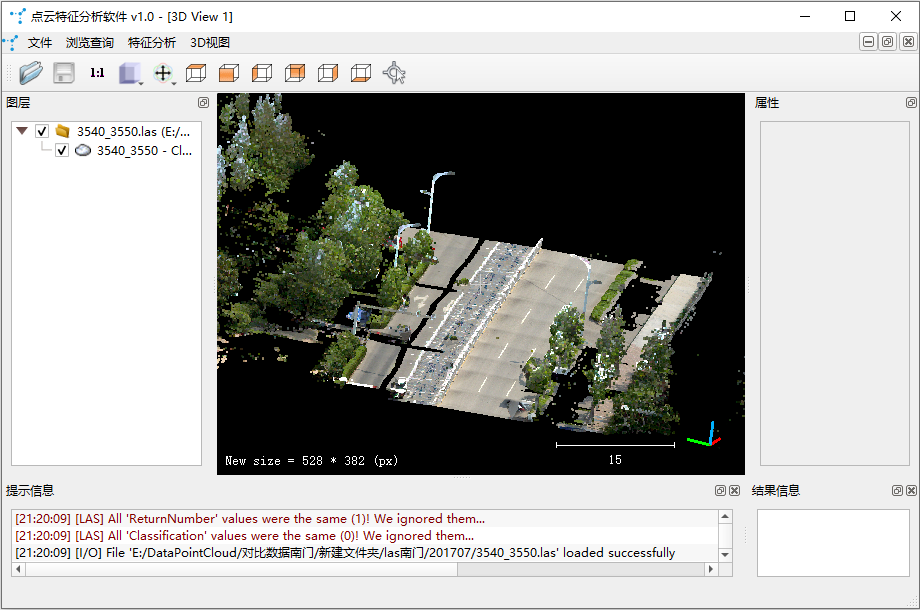 点云特征分析软件 v1.0 - [3D View 1]
文件 浏览查询 特征分析 3D视图
1:1
图层
属性
3540_3550.las (E:/...
3540_3550 - Cl...
New size = 528 * 382 (px)
15
提示信息
结果信息
[21:20:09] [LAS] All 'ReturnNumber' values were the same (1)! We ignored them...
[21:20:09] [LAS] All 'Classification' values were the same (0)! We ignored them...
[21:20:09] [I/O] File 'E:/DataPointCloud/对比数据南门/新建文件夹/las南门/201707/3540_3550.las' loaded successfully